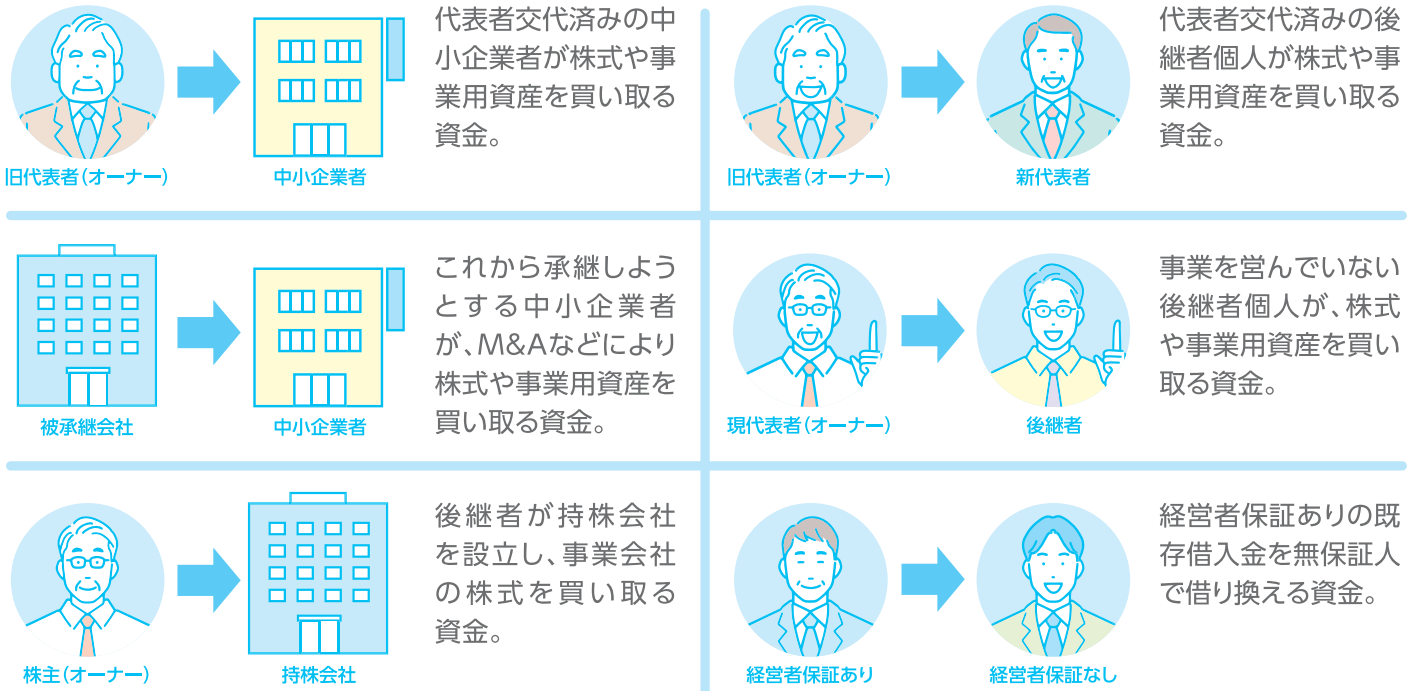 代表者交代済みの中
小企業者が株式や事
業用資産を買い取る
資金。
旧代表者(オーナー)
中小企業者
代表者交代済みの後
継者個人が株式や事
業用資産を買い取る
資金。
旧代表者(オーナー)
新代表者
これから承継しよう
とする中小企業者
が、M&Aなどにより
株式や事業用資産を
買い取る資金。
被承継会社
中小企業者
事業を営んでいない
後継者個人が、株式
や事業用資産を買い
取る資金。
現代表者(オーナー)
後継者
後継者が持株会社
を設立し、事業会社
の株式を買い取る
資金。
株主(オーナー)
持株会社
経営者保証ありの既
存借入金を無保証人
で借り換える資金。
経営者保証あり
経営者保証なし